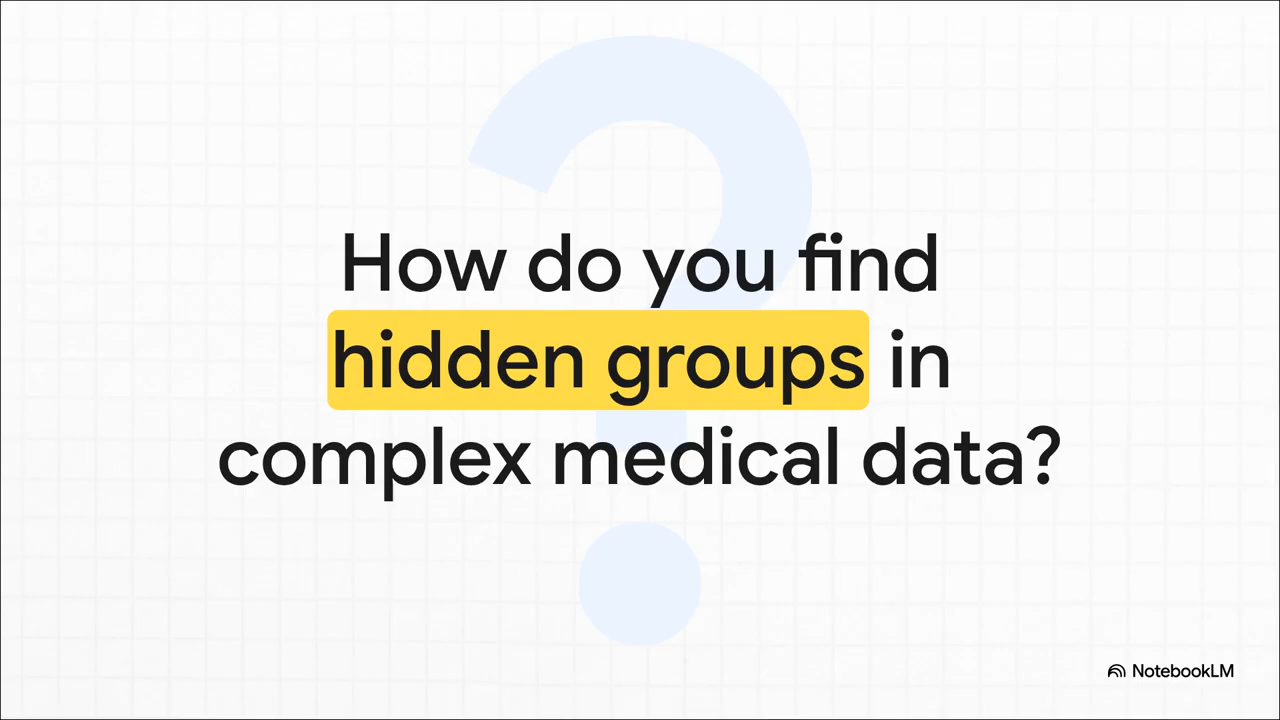 How do you find
hidden groups in
complex medical data?
NotebookLM